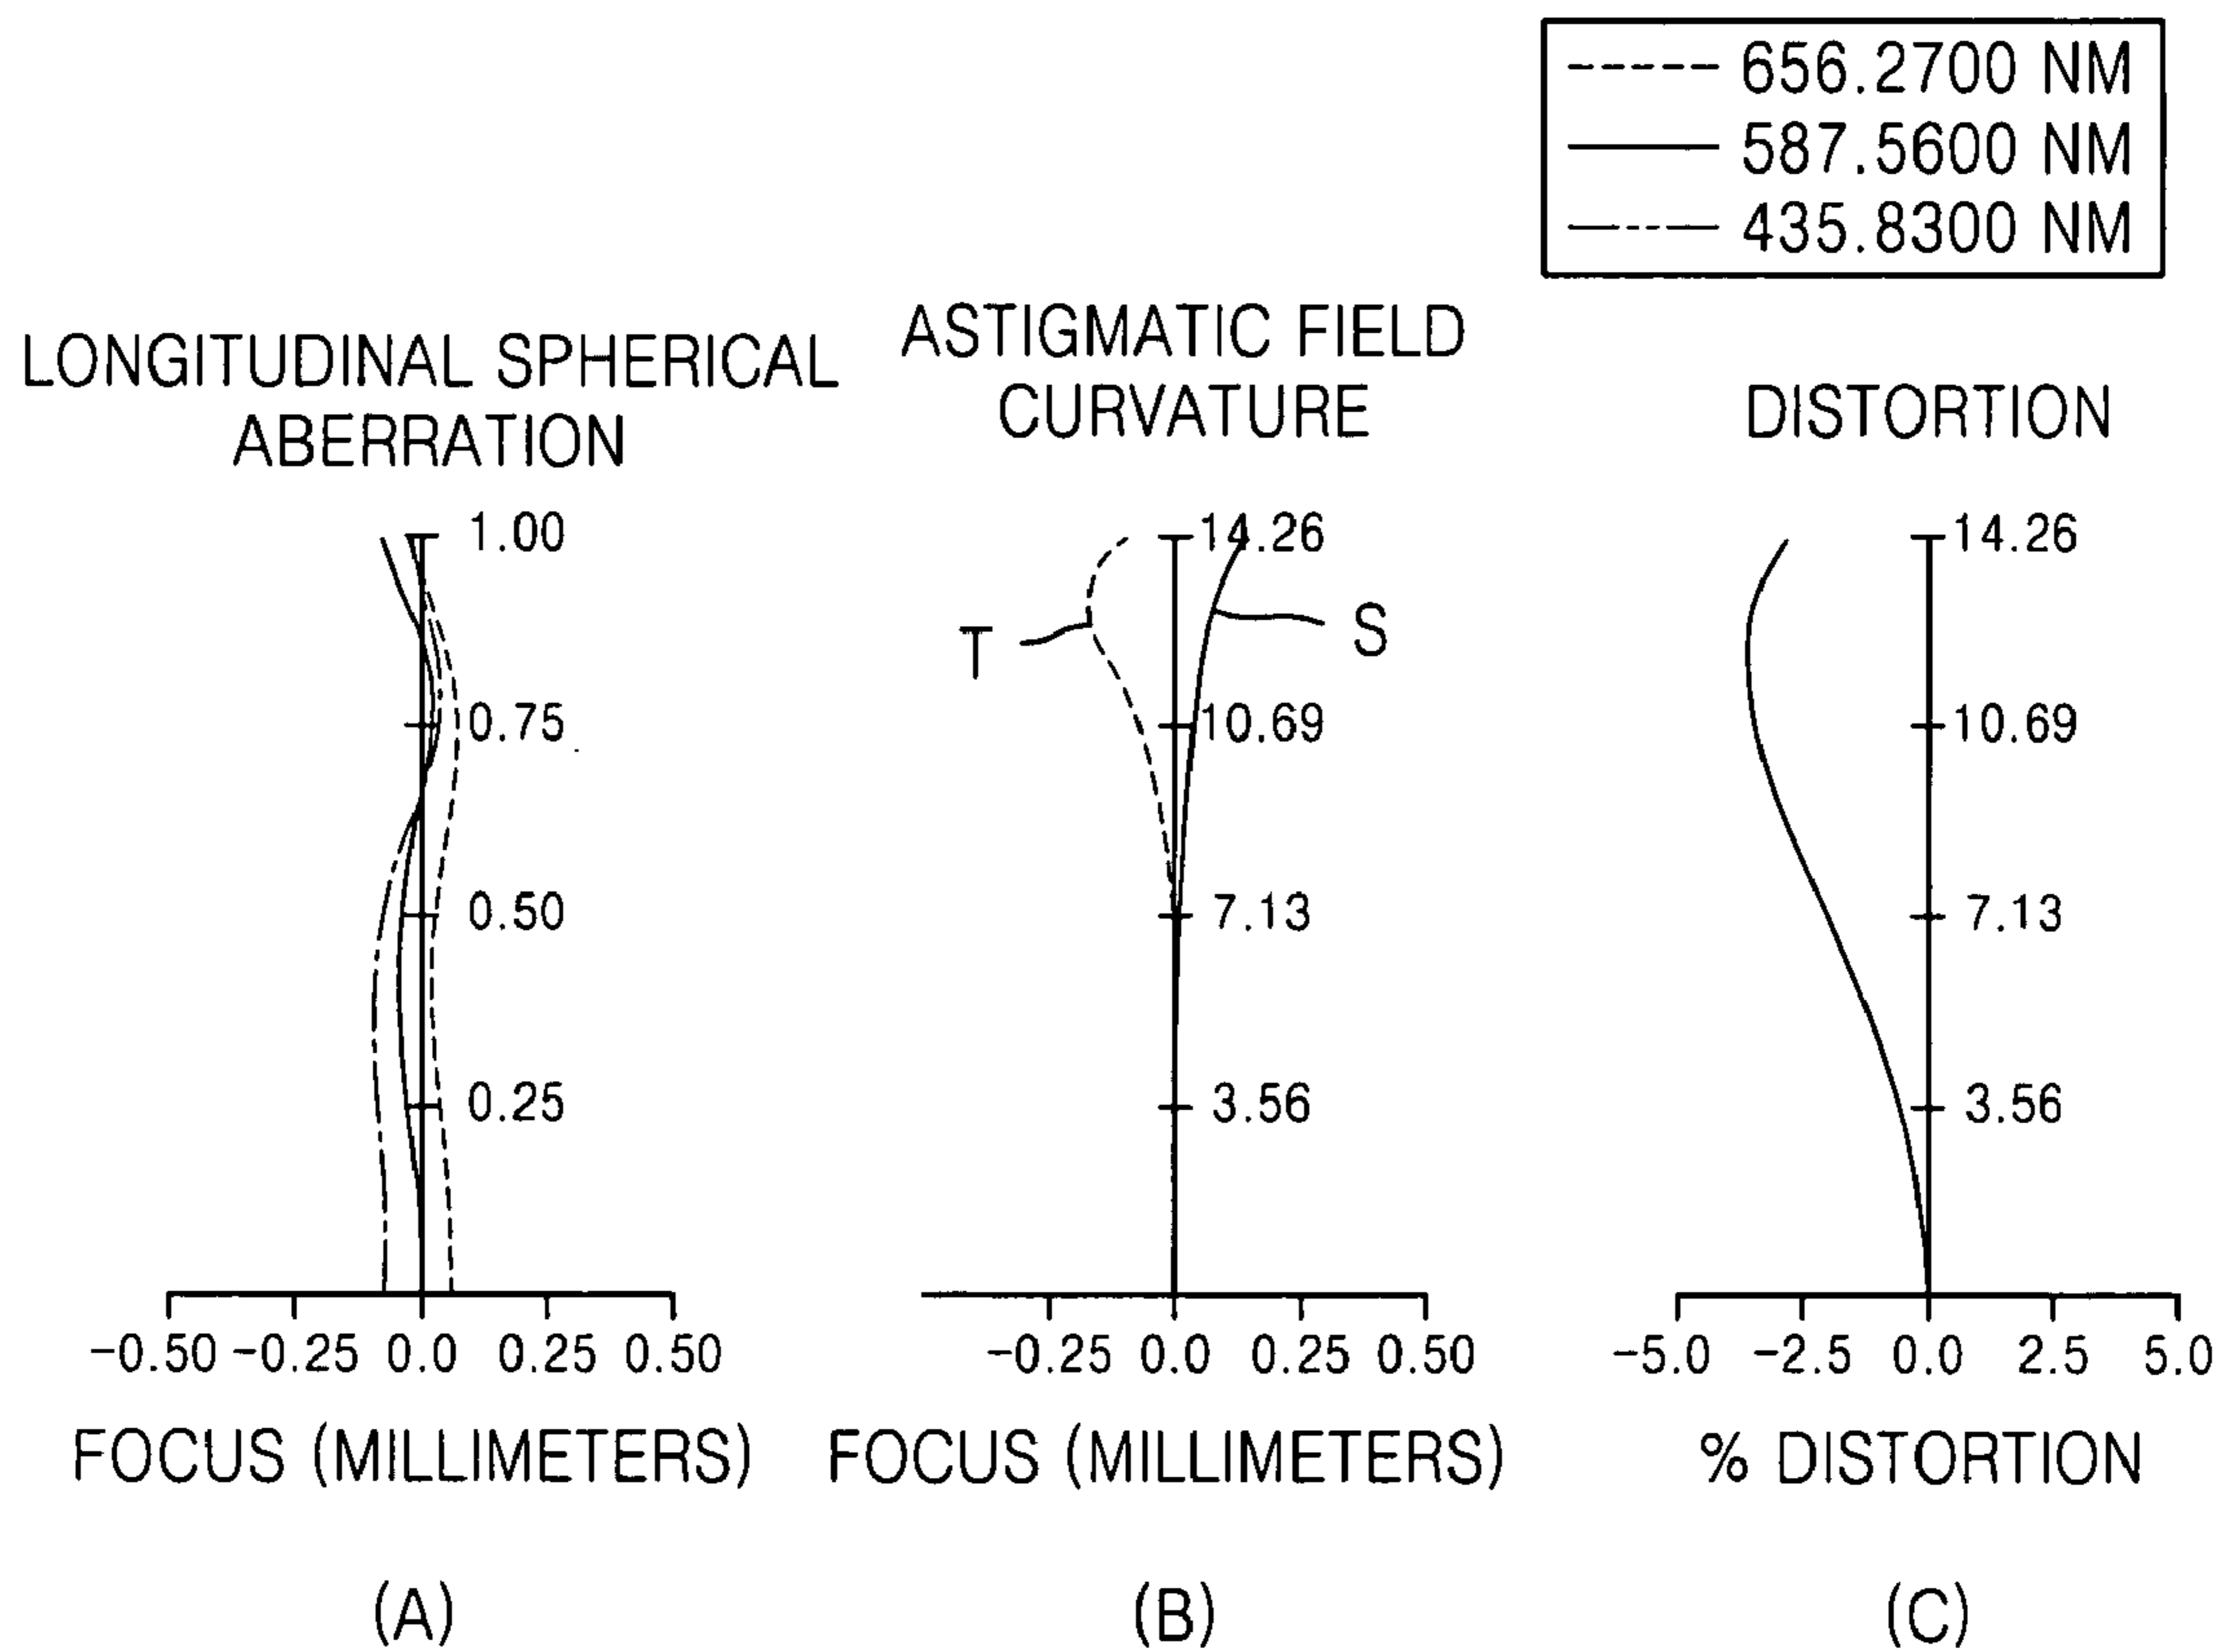 656.2700 NM
587.5600 NM
435.8300 NM
LONGITUDINAL SPHERICAL
ABERRATION
1.00
0.75
0.50
0.25
-0.50 -0.25 0.0 0.25 0.50
FOCUS (MILLIMETERS)
(A)
ASTIGMATIC FIELD
CURVATURE
14.26
T
S
10.69
7.13
3.56
-0.25 0.0 0.25 0.50
FOCUS (MILLIMETERS)
(B)
DISTORTION
14.26
10.69
7.13
3.56
-5.0 -2.5 0.0 2.5 5.0
% DISTORTION
(C)